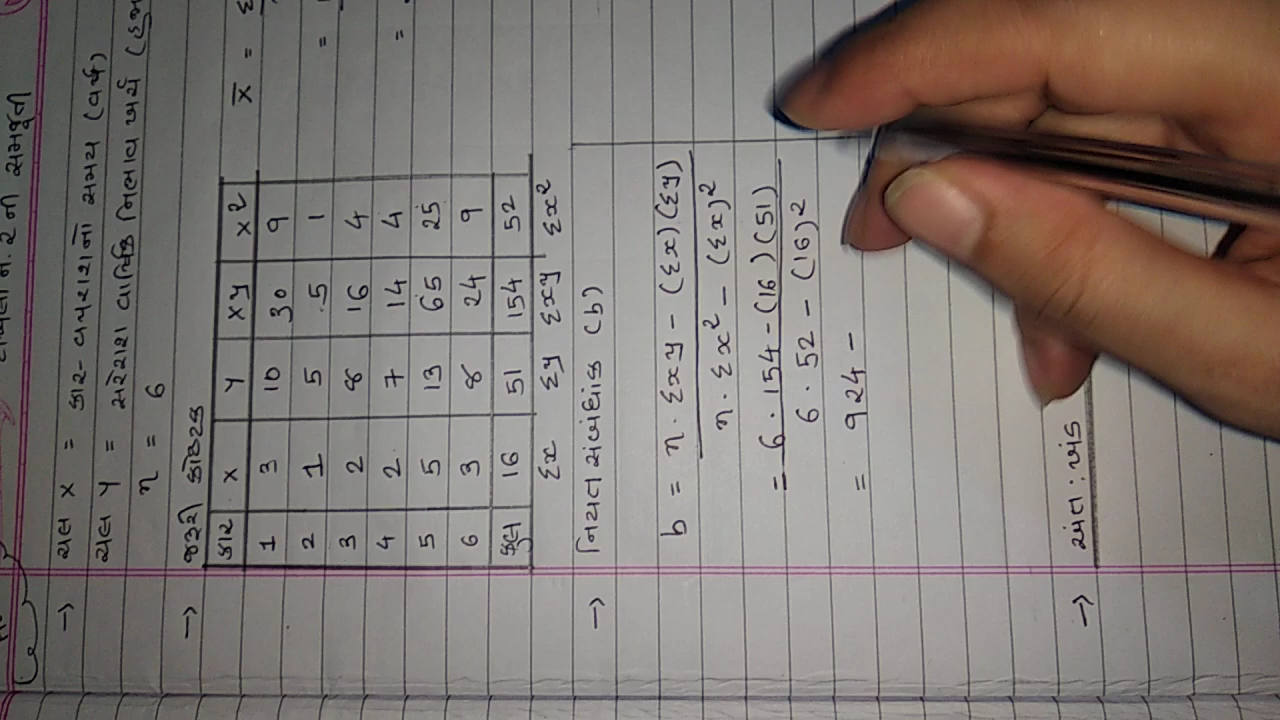 ન. ૨ ની સમજૂતી
→ ચલ X = કાર-વપરાશનો સમય (વર્ષ)
ચલ Y = સરેરાશ વાર્ષિક ખર્ચ
n = 6
→ જરૂરી કોષ્ટક
કાર X Y XY X2
1 3 10 30 9
2 1 5 5 1
3 2 8 16 4
4 2 7 14 4
5 5 13 65 25
6 3 8 24 9
કુલ 16 51 154 52
Σx Σy Σxy Σx2
x̄ =
=
=
→ નિયત સંબંધાંક (b)
b = n · Σxy - (Σx)(Σy)
n · Σx2 - (Σx)2
= 6 · 154 - (16)(51)
6 · 52 - (16)2
= 924 -
→ અંત : ખંડ